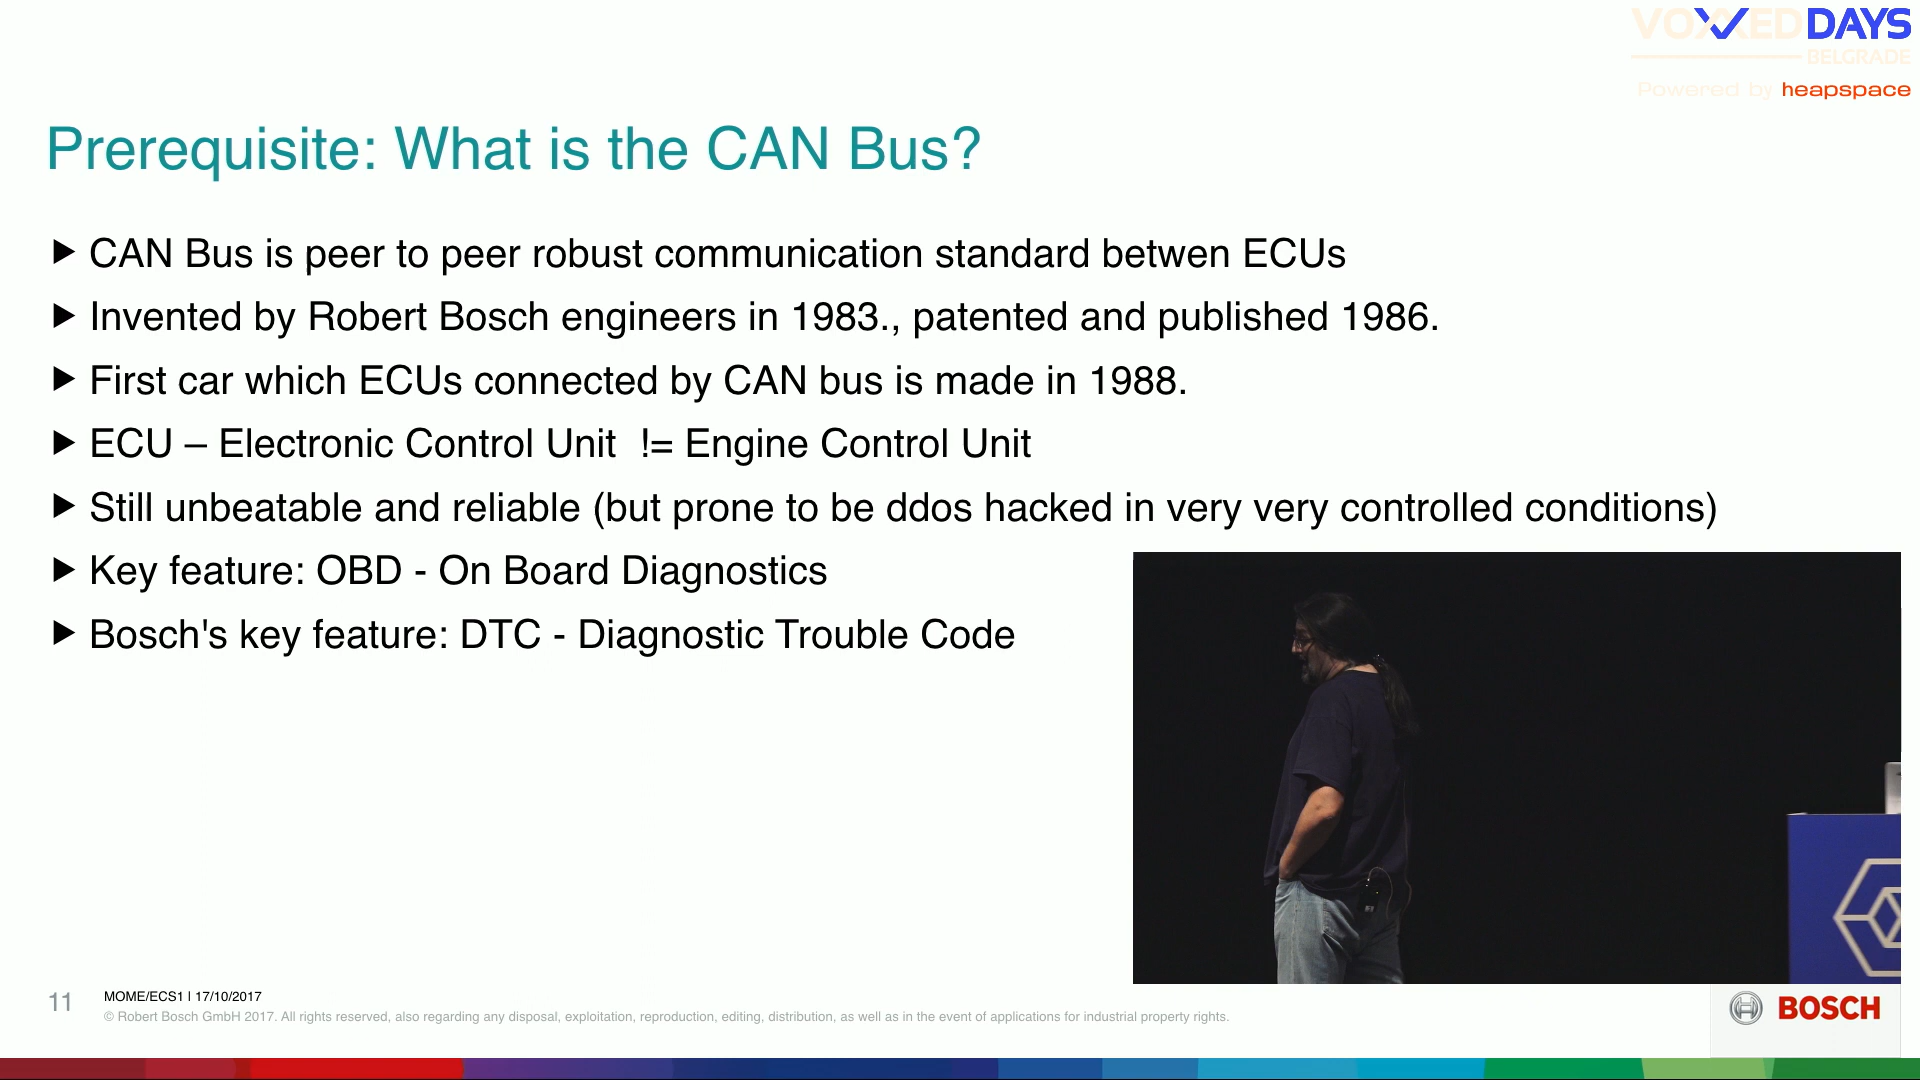 VOXXED DAYS
BELGRADE
Powered by heapspace
Prerequisite: What is the CAN Bus?
CAN Bus is peer to peer robust communication standard betwen ECUs
Invented by Robert Bosch engineers in 1983., patented and published 1986.
First car which ECUs connected by CAN bus is made in 1988.
ECU – Electronic Control Unit != Engine Control Unit
Still unbeatable and reliable (but prone to be ddos hacked in very very controlled conditions)
Key feature: OBD - On Board Diagnostics
Bosch's key feature: DTC - Diagnostic Trouble Code
11
MOME/ECS1 | 17/10/2017
© Robert Bosch GmbH 2017. All rights reserved, also regarding any disposal, exploitation, reproduction, editing, distribution, as well as in the event of applications for industrial property rights.
BOSCH